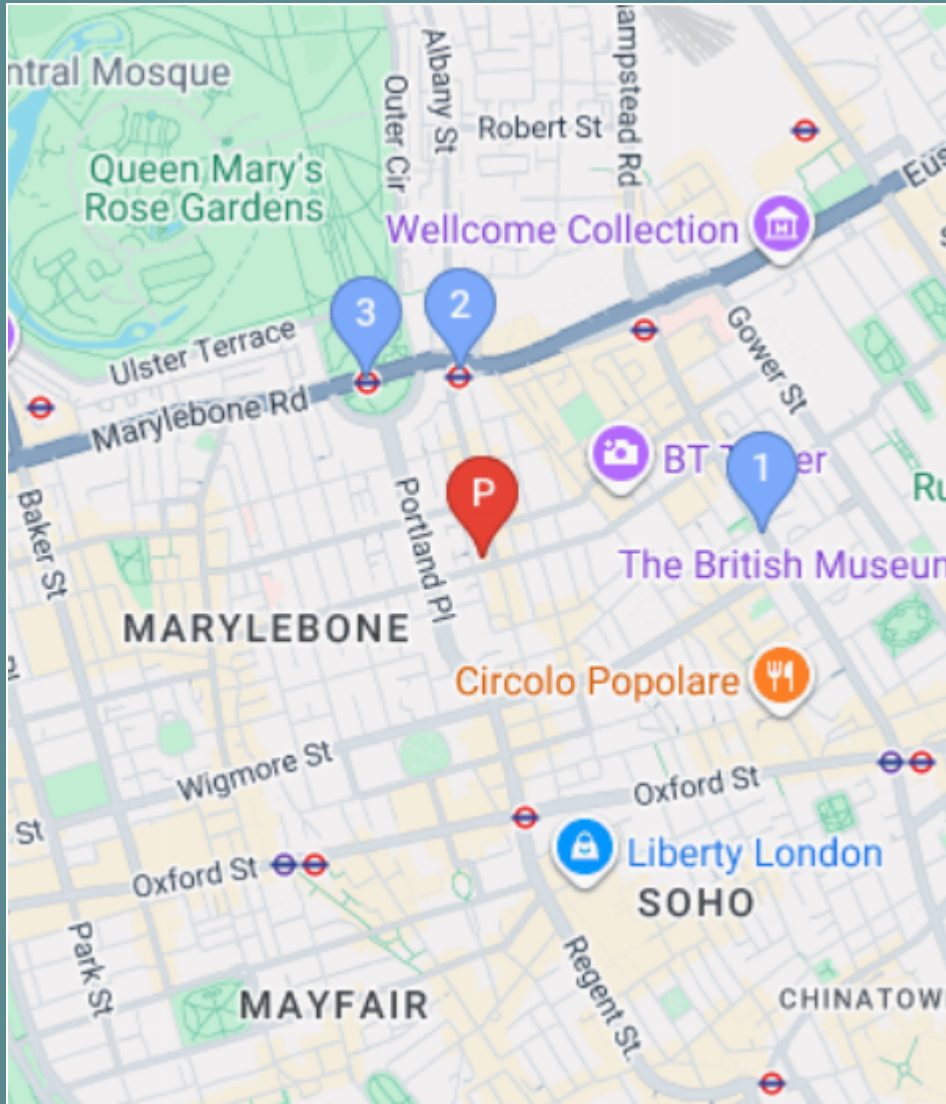 ntral Mosque
Outer Cir
Albany St
Hampstead Rd
Robert St
Queen Mary's
Rose Gardens
Wellcome Collection
Eus
3
2
Ulster Terrace
Gower St
Marylebone Rd
1
BT T er
P
Ru
Baker St
Portland Pl
The British Museum
MARYLEBONE
Circolo Popolare
Wigmore St
Oxford St
St
Liberty London
Oxford St
SOHO
Park St
Regent St.
MAYFAIR
CHINATOW